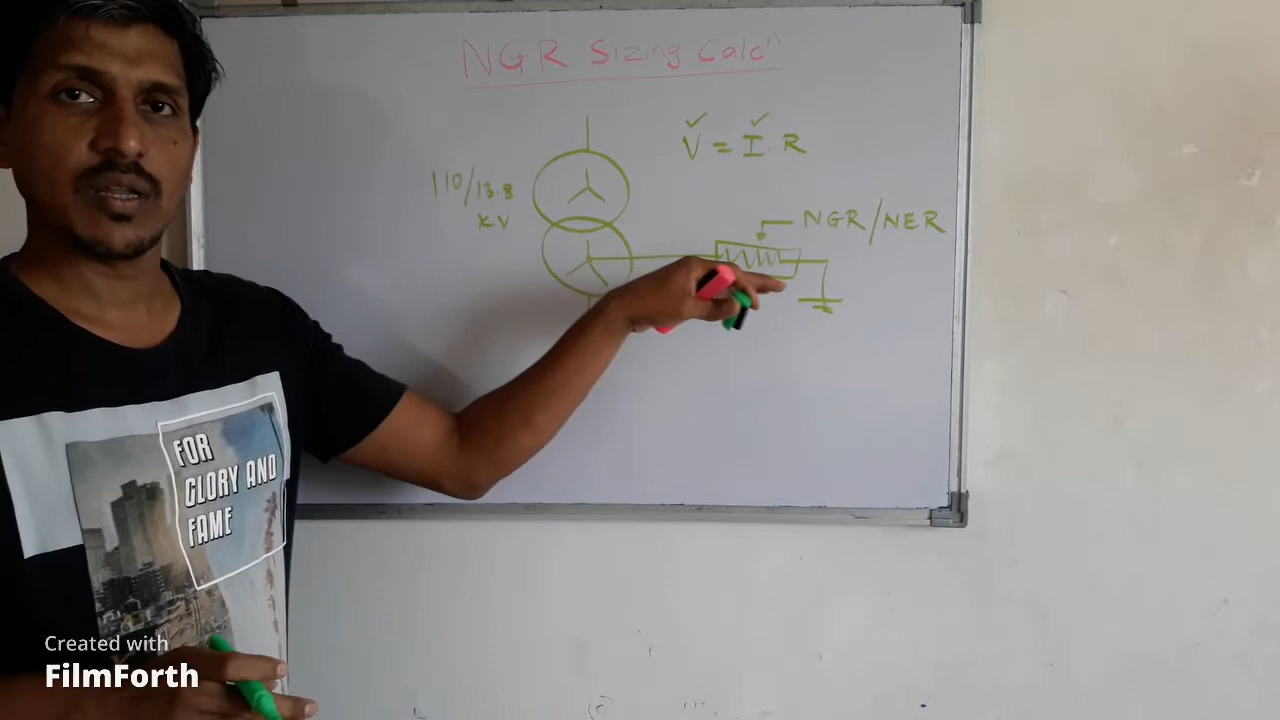 NGR Sizing Calcⁿ
V = I R
110/13.8
KV
NGR/NER
FOR
GLORY AND
FAME
Created with
FilmForth